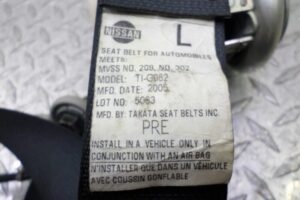 NISSAN
L
SEAT BELT FOR AUTOMOBILES
MEETS:
MVSS NO. 209, NO. 302
MODEL: TI-G082
MFD. DATE: 2005
LOT NO: 5063
MFD. BY TAKATA SEAT BELTS INC.
PRE
INSTALL IN A VEHICLE ONLY IN
CONJUNCTION WITH AN AIR BAG
N'INSTALLER QUE DANS UN VÉHICULE
AVEC COUSSIN GONFLABLE